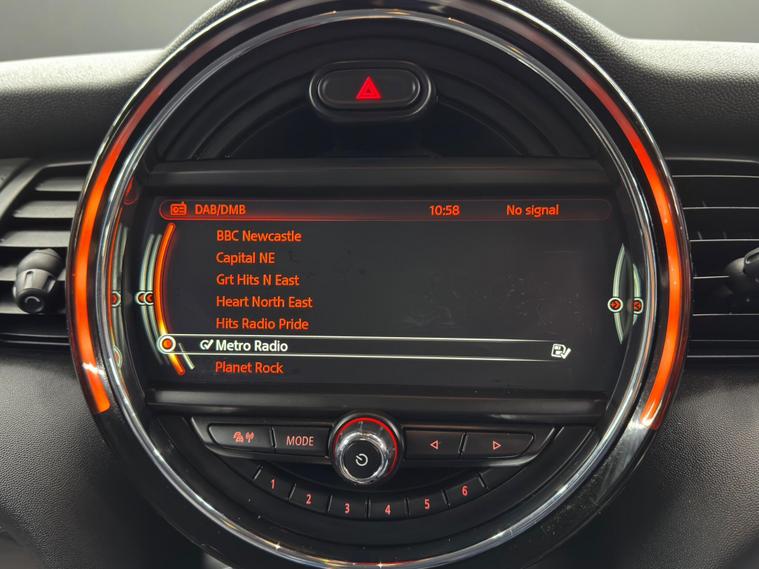 DAB/DMB 10:58 No signal
BBC Newcastle
Capital NE
Grt Hits N East
Heart North East
Hits Radio Pride
Metro Radio
Planet Rock
MODE
1 2 3 4 5 6